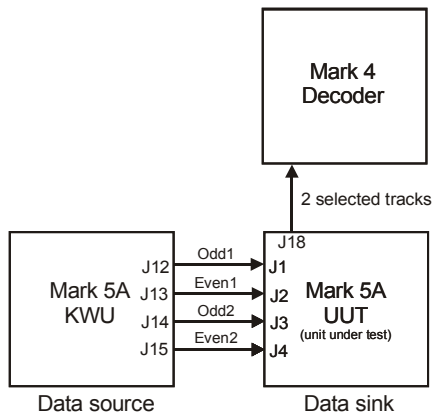 Mark 4
Decoder
2 selected tracks
J18
J12
Odd1
J1
Mark 5A
KWU
J13
Even1
J2
Mark 5A
UUT
(unit under test)
J14
Odd2
J3
J15
Even2
J4
Data source
Data sink